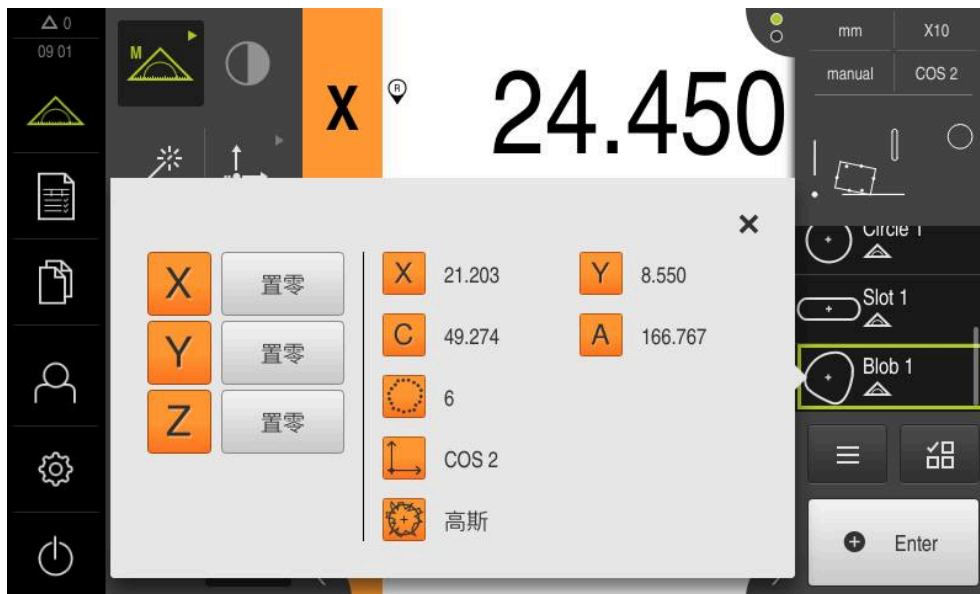 0
09 01
M
X
R
24.450
mm
X10
manual
COS 2
X
置零
Y
置零
Z
置零
X
21.203
Y
8.550
C
49.274
A
166.767
6
COS 2
高斯
Circle 1
Slot 1
Blob 1
Enter